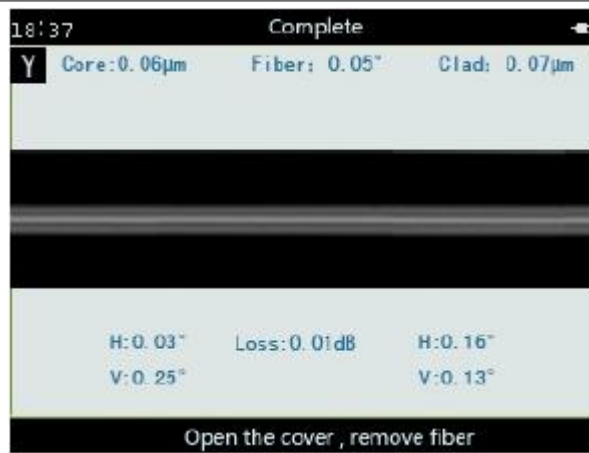 18:37 Complete
Y Core:0.06μm Fiber: 0.05° Clad: 0.07μm
H:0.03° Loss:0.01dB H:0.16°
V:0.25° V:0.13°
Open the cover , remove fiber